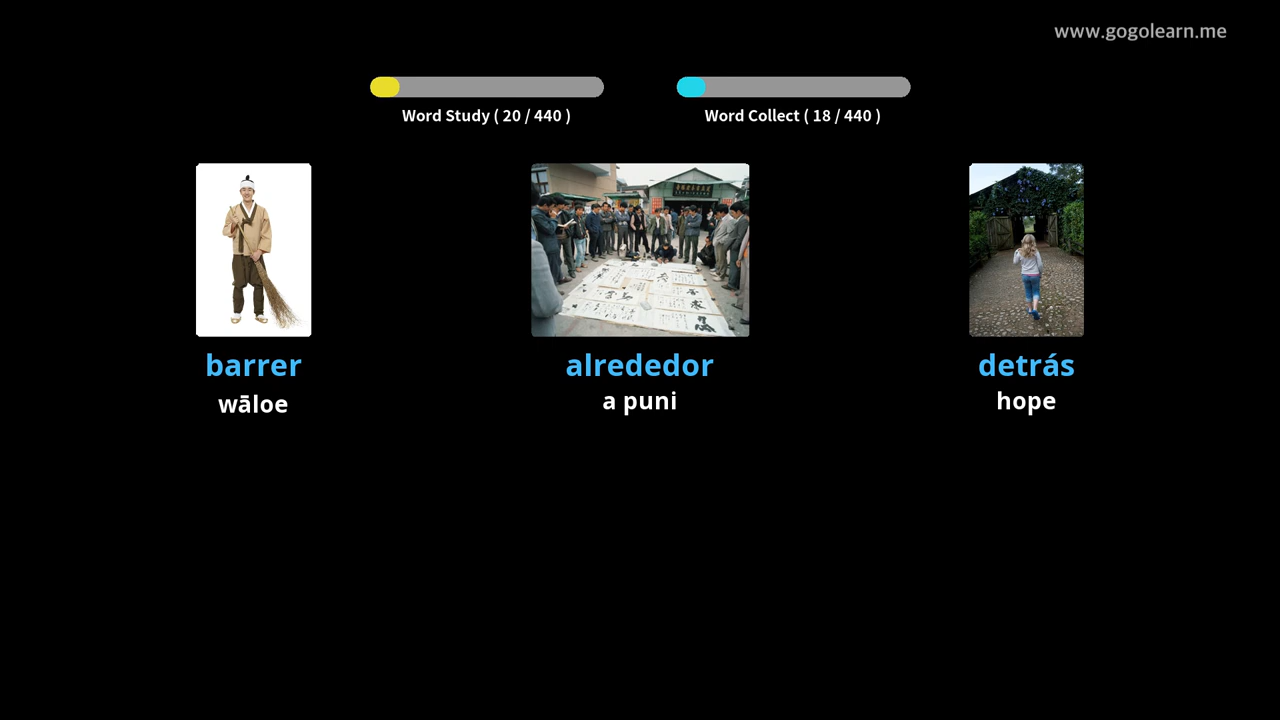 www.gogolearn.me
Word Study ( 20 / 440 )
Word Collect ( 18 / 440 )
barrer
alrededor
detrás
wāloe
a puni
hope